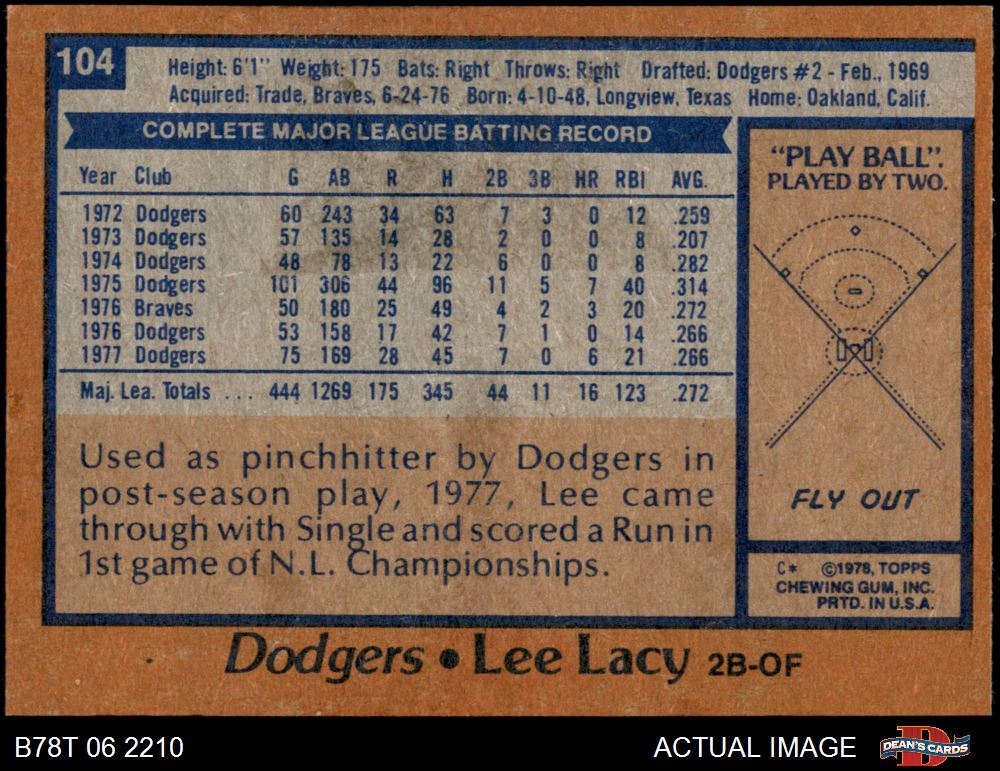 104
Height: 6'1" Weight: 175 Bats: Right Throws: Right Drafted: Dodgers #2 - Feb., 1969
Acquired: Trade, Braves, 6-24-76 Born: 4-10-48, Longview, Texas Home: Oakland, Calif.
COMPLETE MAJOR LEAGUE BATTING RECORD
Year Club G AB R H 2B 3B HR RBI AVG.
1972 Dodgers 60 243 34 63 7 3 0 12 .259
1973 Dodgers 57 135 14 28 2 0 0 8 .207
1974 Dodgers 48 78 13 22 6 0 0 8 .282
1975 Dodgers 101 306 44 96 11 5 7 40 .314
1976 Braves 50 180 25 49 4 2 3 20 .272
1976 Dodgers 53 158 17 42 7 1 0 14 .266
1977 Dodgers 75 169 28 45 7 0 6 21 .266
Maj. Lea. Totals ... 444 1269 175 345 44 11 16 123 .272
Used as pinchhitter by Dodgers in
post-season play, 1977, Lee came
through with Single and scored a Run in
1st game of N.L. Championships.
"PLAY BALL".
PLAYED BY TWO.
FLY OUT
C* ©1978, TOPPS
CHEWING GUM, INC.
PRTD. IN U.S.A.
Dodgers • Lee Lacy 2B-OF
B78T 06 2210
ACTUAL IMAGE
DEAN'S CARDS